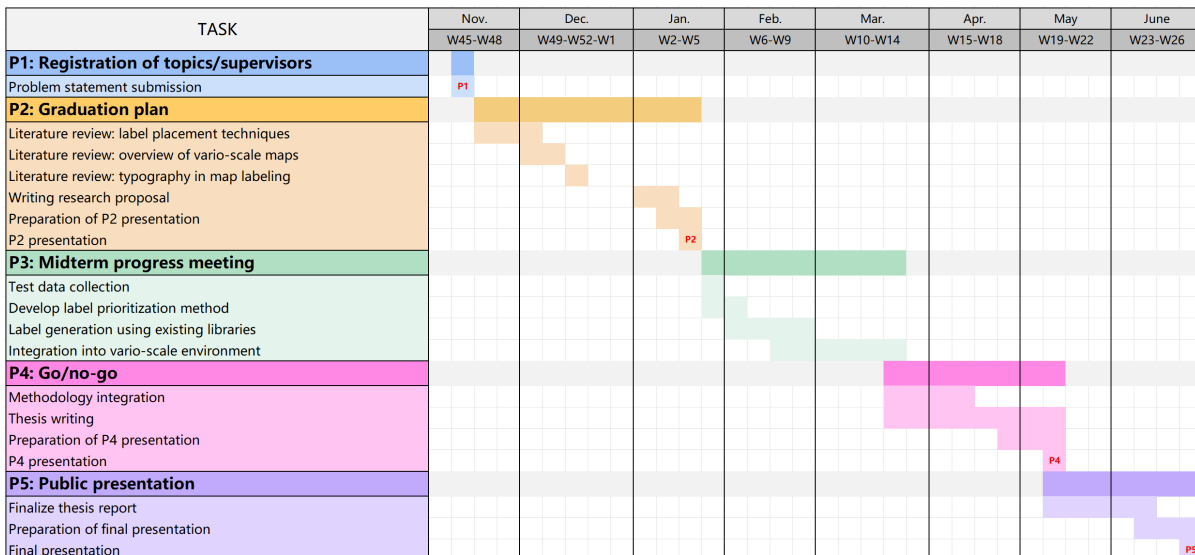 TASK
Nov. Dec. Jan. Feb. Mar. Apr. May June
W45-W48 W49-W52-W1 W2-W5 W6-W9 W10-W14 W15-W18 W19-W22 W23-W26
P1: Registration of topics/supervisors
Problem statement submission P1
P2: Graduation plan
Literature review: label placement techniques
Literature review: overview of vario-scale maps
Literature review: typography in map labeling
Writing research proposal
Preparation of P2 presentation
P2 presentation P2
P3: Midterm progress meeting
Test data collection
Develop label prioritization method
Label generation using existing libraries
Integration into vario-scale environment
P4: Go/no-go
Methodology integration
Thesis writing
Preparation of P4 presentation
P4 presentation P4
P5: Public presentation
Finalize thesis report
Preparation of final presentation
Final presentation P5